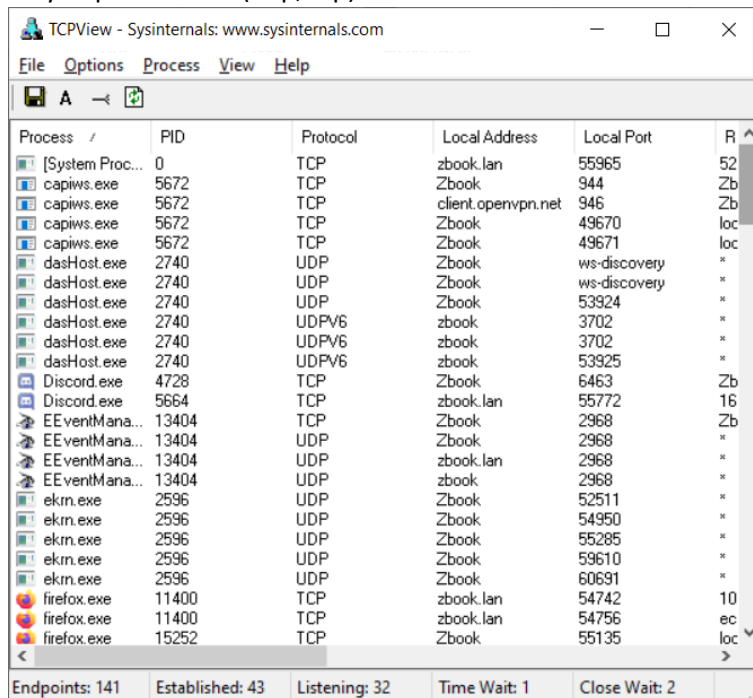 TCPView - Sysinternals: www.sysinternals.com
File Options Process View Help
A
Process / PID Protocol Local Address Local Port R
[System Proc... 0 TCP zbook.lan 55965 52
capiws.exe 5672 TCP Zbook 944 Zb
capiws.exe 5672 TCP client.openvpn.net 946 Zb
capiws.exe 5672 TCP Zbook 49670 loc
capiws.exe 5672 TCP Zbook 49671 loc
dasHost.exe 2740 UDP Zbook ws-discovery *
dasHost.exe 2740 UDP Zbook ws-discovery *
dasHost.exe 2740 UDP Zbook 53924 *
dasHost.exe 2740 UDPV6 zbook 3702 *
dasHost.exe 2740 UDPV6 zbook 3702 *
dasHost.exe 2740 UDPV6 zbook 53925 *
Discord.exe 4728 TCP Zbook 6463 Zb
Discord.exe 5664 TCP zbook.lan 55772 16
EEventMana... 13404 TCP Zbook 2968 Zb
EEventMana... 13404 UDP Zbook 2968 *
EEventMana... 13404 UDP zbook.lan 2968 *
EEventMana... 13404 UDP zbook 2968 *
ekrn.exe 2596 UDP Zbook 52511 *
ekrn.exe 2596 UDP Zbook 54950 *
ekrn.exe 2596 UDP Zbook 55285 *
ekrn.exe 2596 UDP Zbook 59610 *
ekrn.exe 2596 UDP Zbook 60691 *
firefox.exe 11400 TCP zbook.lan 54742 10
firefox.exe 11400 TCP zbook.lan 54756 ec
firefox.exe 15252 TCP Zbook 55135 loc
Endpoints: 141 Established: 43 Listening: 32 Time Wait: 1 Close Wait: 2